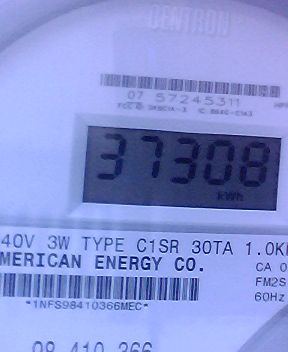 CENTRON
07 57245311
37308
kWh
40V 3W TYPE C1SR 30TA 1.0K
MERICAN ENERGY CO.
CA 0
FM2S
*1NFS98410366MEC*
60Hz
98 410 366